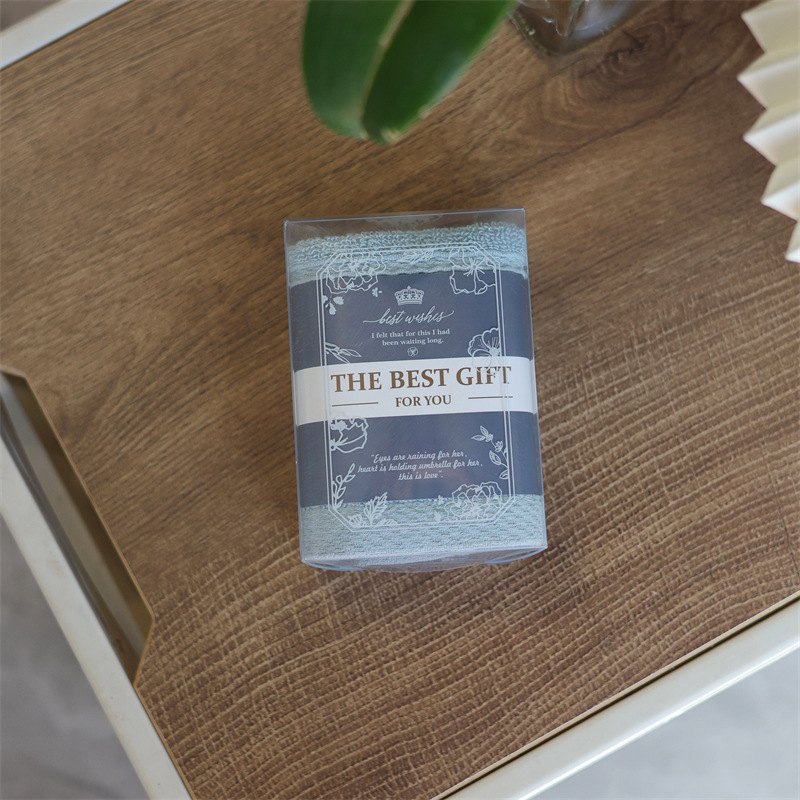 best wishes
I felt that for this I had
been waiting long.
THE BEST GIFT
FOR YOU
"Eyes are raining for her,
heart is holding umbrella for her,
this is love".